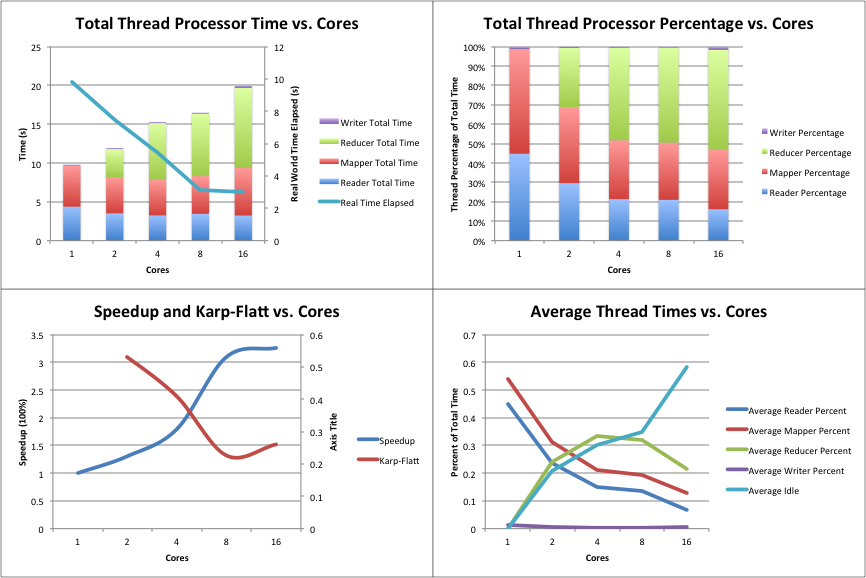 Total Thread Processor Time vs. Cores
25
20
15
10
5
0
12
10
8
6
4
2
0
Time (s)
Real World Time Elapsed (s)
1 2 4 8 16
Cores
Writer Total Time
Reducer Total Time
Mapper Total Time
Reader Total Time
Real Time Elapsed
Total Thread Processor Percentage vs. Cores
100%
90%
80%
70%
60%
50%
40%
30%
20%
10%
0%
Thread Percentage of Total Time
1 2 4 8 16
Cores
Writer Percentage
Reducer Percentage
Mapper Percentage
Reader Percentage
Speedup and Karp-Flatt vs. Cores
3.5
3
2.5
2
1.5
1
0.5
0
0.6
0.5
0.4
0.3
0.2
0.1
0
Speedup (100%)
Axis Title
1 2 4 8 16
Cores
Speedup
Karp-Flatt
Average Thread Times vs. Cores
0.7
0.6
0.5
0.4
0.3
0.2
0.1
0
Percent of Total Time
1 2 4 8 16
Cores
Average Reader Percent
Average Mapper Percent
Average Reducer Percent
Average Writer Percent
Average Idle